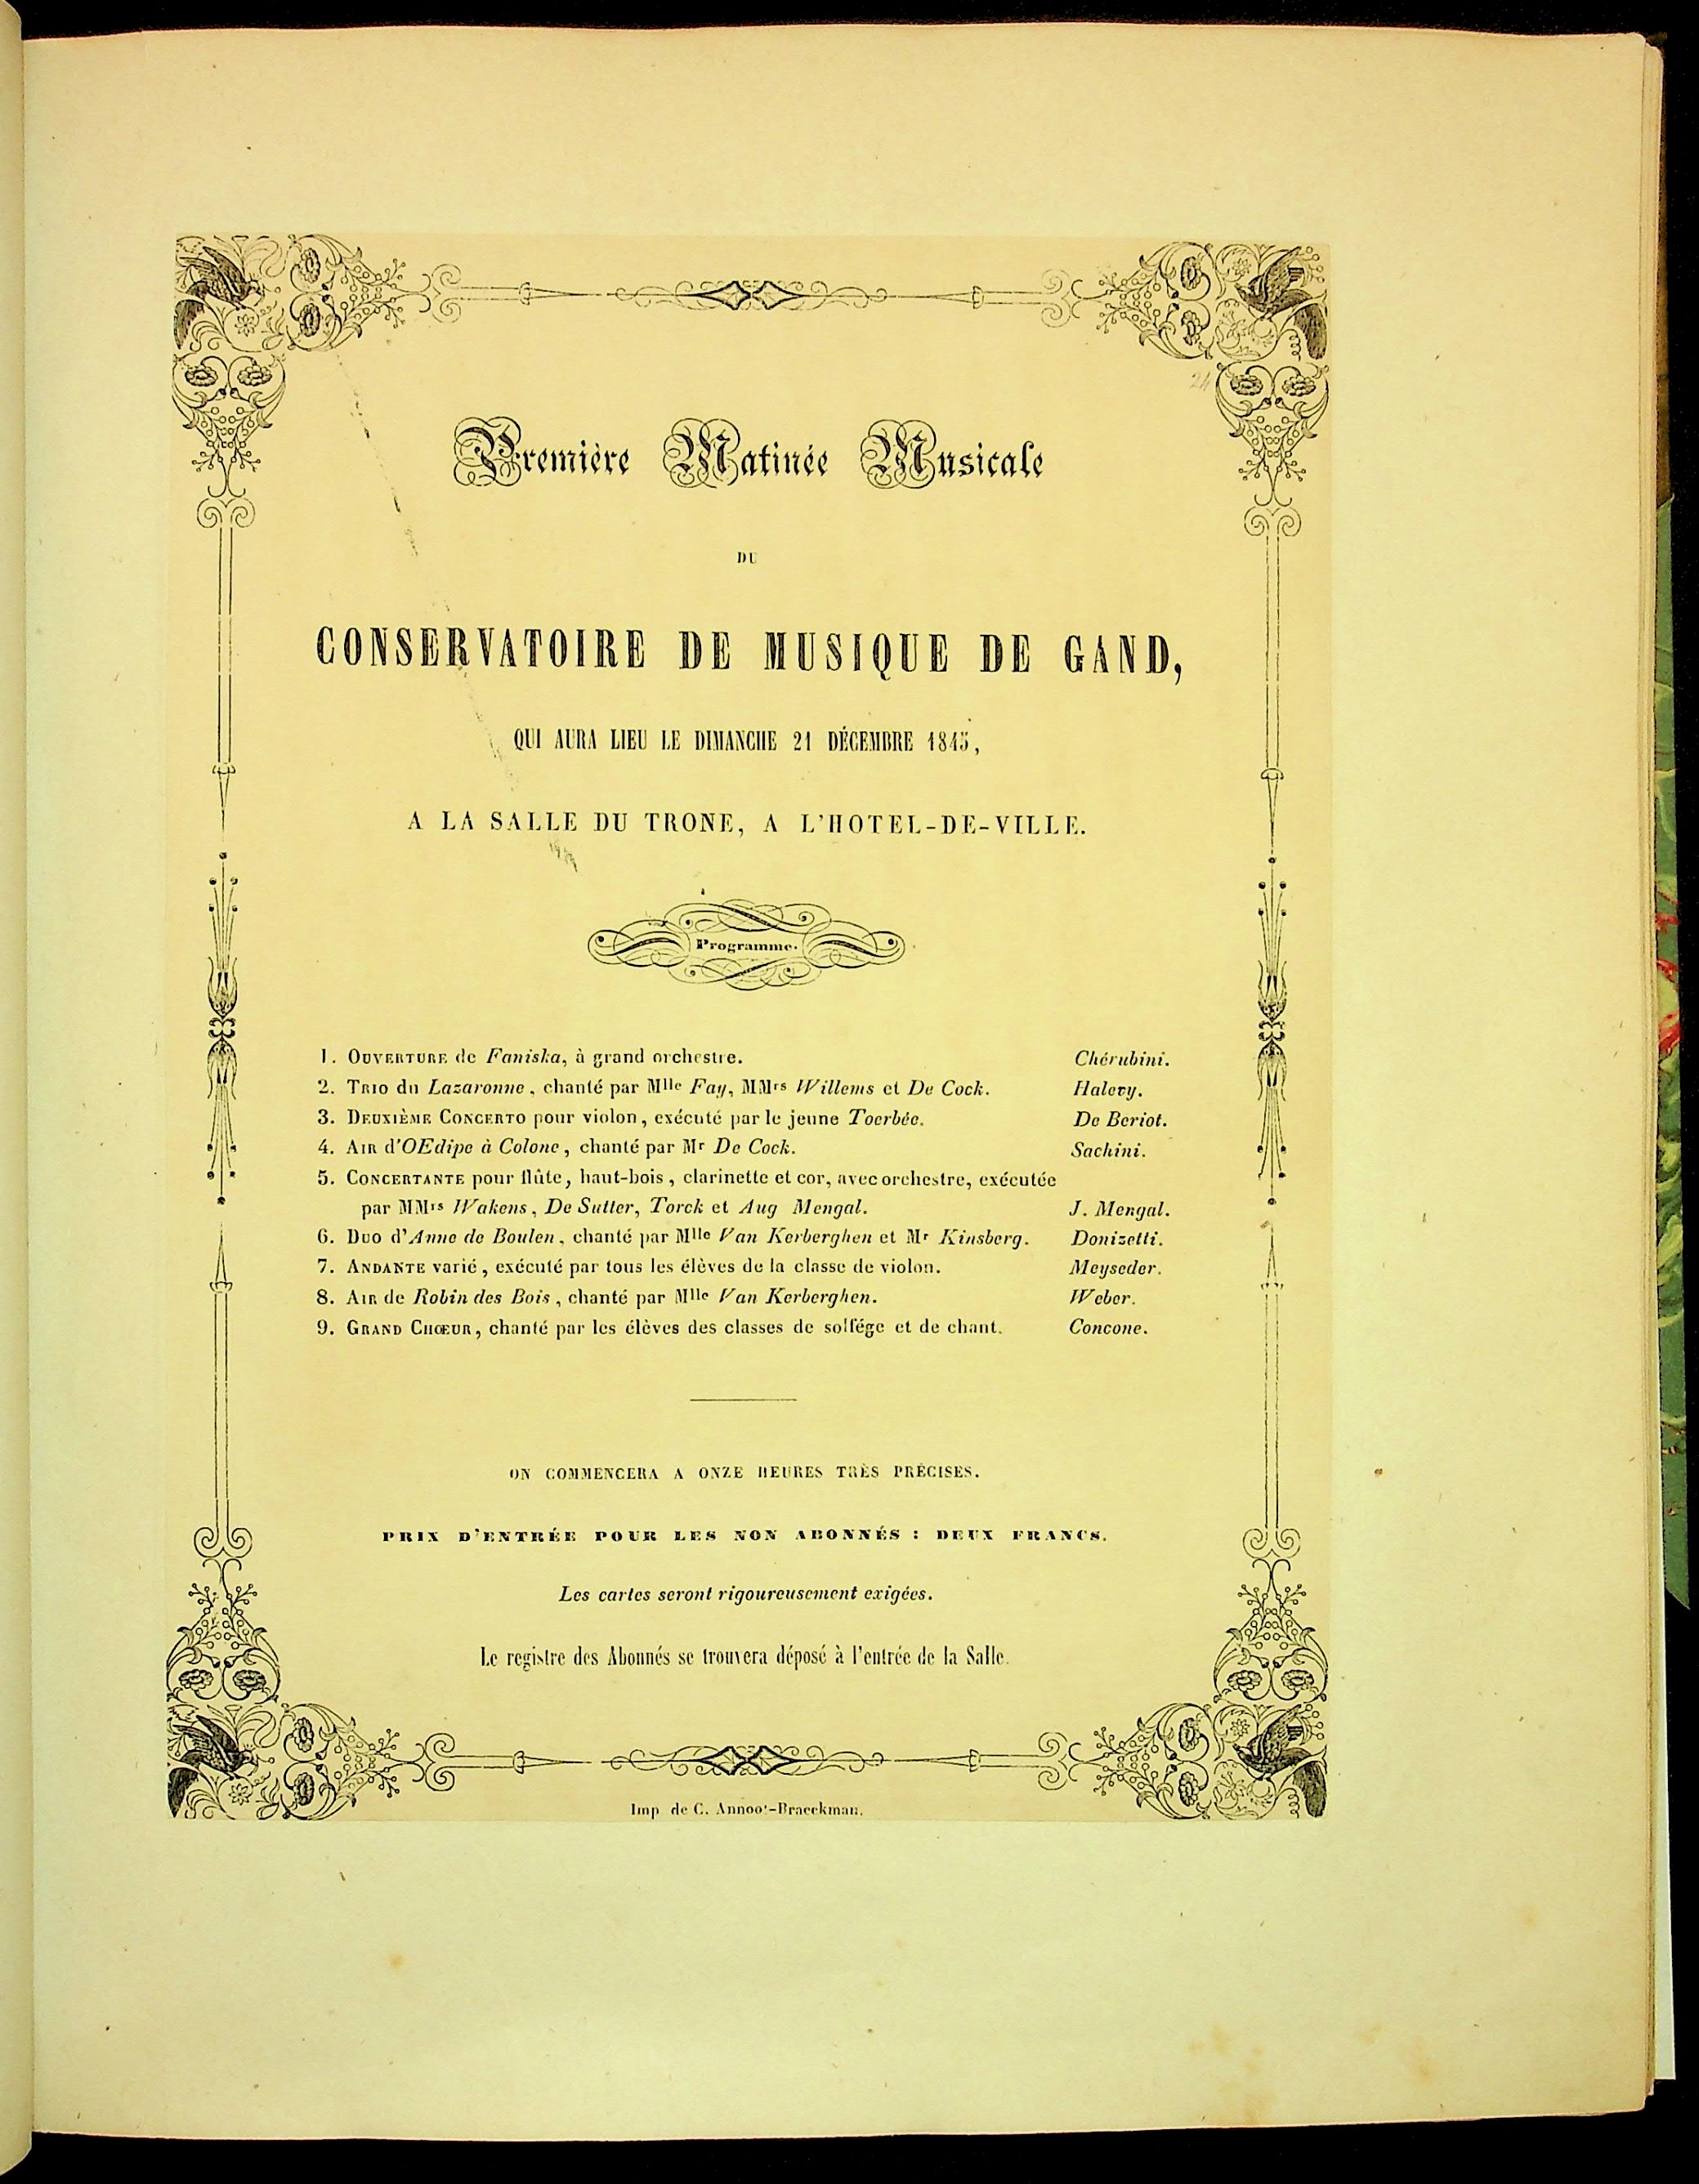 Première Matinée Musicale
DU
CONSERVATOIRE DE MUSIQUE DE GAND,
QUI AURA LIEU LE DIMANCHE 21 DÉCEMBRE 1845,
A LA SALLE DU TRONE, A L'HOTEL-DE-VILLE.
Programme.
1. OUVERTURE de Faniska, à grand orchestre. Chérubini.
2. TRIO du Lazaronne, chanté par Mlle Fay, MMrs Willems et De Cock. Halevy.
3. DEUXIÈME CONCERTO pour violon, exécuté par le jeune Toerbée. De Beriot.
4. AIR d'OEdipe à Colone, chanté par Mr De Cock. Sachini.
5. CONCERTANTE pour flûte, haut-bois, clarinette et cor, avec orchestre, exécutée
par MMrs Wakens, De Sutter, Torck et Aug Mengal. J. Mengal.
6. DUO d'Anne de Boulen, chanté par Mlle Van Kerberghen et Mr Kinsberg. Donizetti.
7. ANDANTE varié, exécuté par tous les élèves de la classe de violon. Meyseder.
8. AIR de Robin des Bois, chanté par Mlle Van Kerberghen. Weber.
9. GRAND CHŒUR, chanté par les élèves des classes de solfége et de chant. Concone.
ON COMMENCERA A ONZE HEURES TRÈS PRÉCISES.
PRIX D'ENTRÉE POUR LES NON ABONNÉS : DEUX FRANCS.
Les cartes seront rigoureusement exigées.
Le registre des Abonnés se trouvera déposé à l'entrée de la Salle.
Imp de C. Annoot-Braeckman.